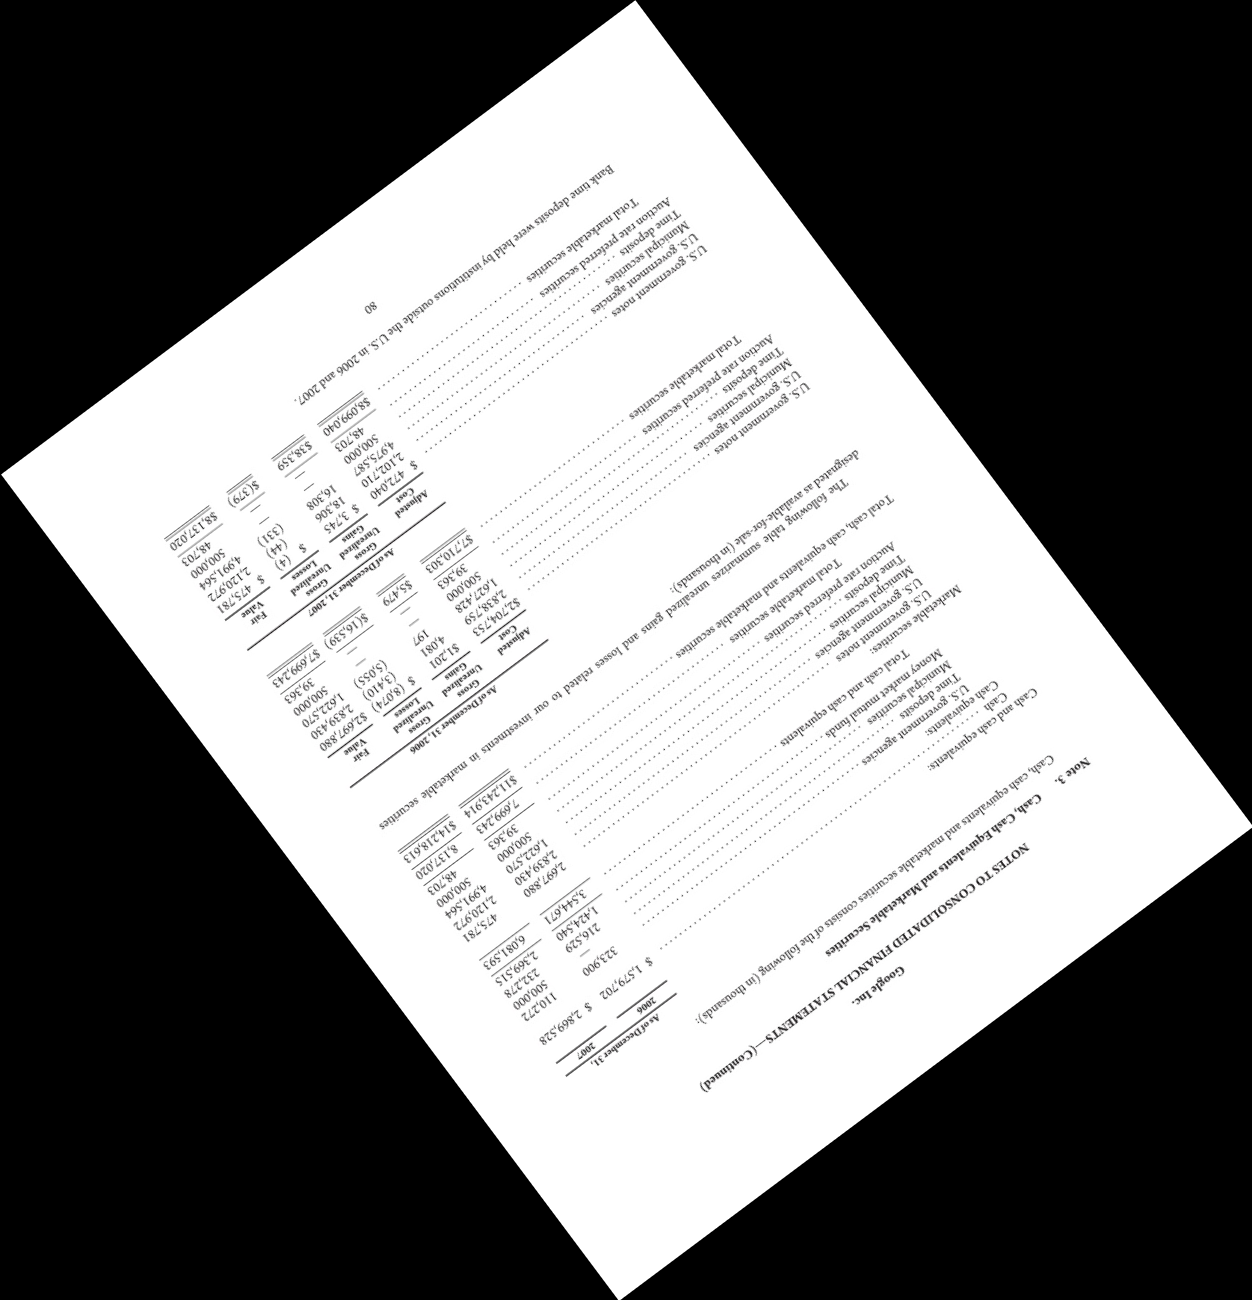 Google Inc.
NOTES TO CONSOLIDATED FINANCIAL STATEMENTS—(Continued)
Note 3. Cash, Cash Equivalents and Marketable Securities
Cash, cash equivalents and marketable securities consists of the following (in thousands):
As of December 31,
2006 2007
Cash and cash equivalents:
Cash $ 1,579,702 $ 2,869,528
Cash equivalents:
U.S. government agencies 323,900 110,272
Time deposits — 500,000
Municipal securities 216,529 232,278
Money market mutual funds 1,424,540 2,369,515
Total cash and cash equivalents 3,544,671 6,081,593
Marketable securities:
U.S. government notes 2,697,880 475,781
U.S. government agencies 2,839,430 2,120,972
Municipal securities 1,622,570 4,991,564
Time deposits 500,000 500,000
Auction rate preferred securities 39,363 48,703
Total marketable securities 7,699,243 8,137,020
Total cash, cash equivalents and marketable securities $11,243,914 $14,218,613
The following table summarizes unrealized gains and losses related to our investments in marketable securities
designated as available-for-sale (in thousands):
As of December 31, 2006
Adjusted Cost Gross Unrealized Gains Gross Unrealized Losses Fair Value
U.S. government notes $2,704,753 $1,201 $ (8,074) $2,697,880
U.S. government agencies 2,838,759 4,081 (3,410) 2,839,430
Municipal securities 1,627,428 197 (5,055) 1,622,570
Time deposits 500,000 — — 500,000
Auction rate preferred securities 39,363 — — 39,363
Total marketable securities $7,710,303 $5,479 $(16,539) $7,699,243
As of December 31, 2007
Adjusted Cost Gross Unrealized Gains Gross Unrealized Losses Fair Value
U.S. government notes $ 472,040 $ 3,745 $ (4) $ 475,781
U.S. government agencies 2,102,710 18,306 (44) 2,120,972
Municipal securities 4,975,587 16,308 (331) 4,991,564
Time deposits 500,000 — — 500,000
Auction rate preferred securities 48,703 — — 48,703
Total marketable securities $8,099,040 $38,359 $(379) $8,137,020
Bank time deposits were held by institutions outside the U.S. in 2006 and 2007.
80